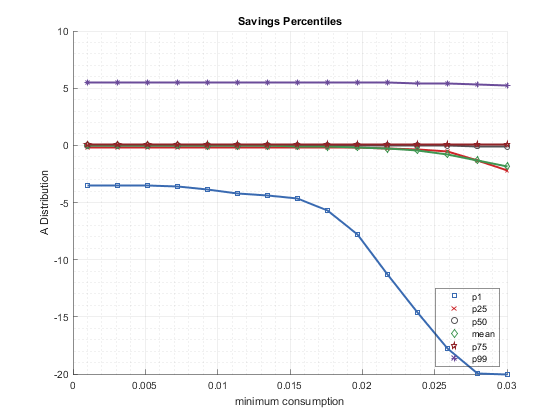 Savings Percentiles
10
5
0
-5
-10
-15
-20
A Distribution
p1
p25
p50
mean
p75
p99
0
0.005
0.01
0.015
0.02
0.025
0.03
minimum consumption